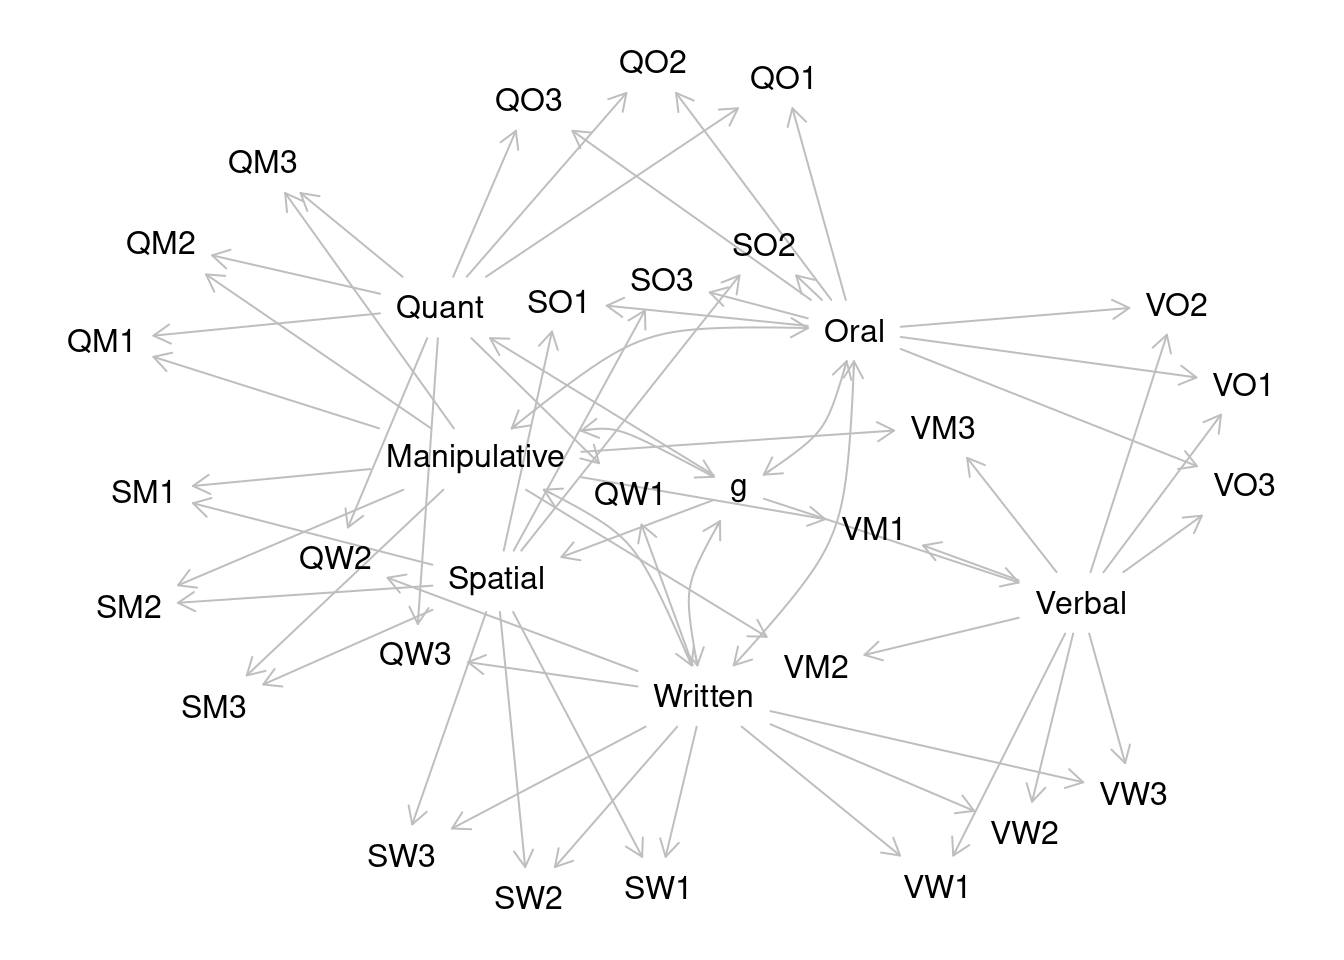 QO2
QO1
QO3
QM3
QM2
SO2
SO3
SO1
VO2
Quant
Oral
QM1
VO1
VM3
Manipulative
g
VO3
SM1
QW1
VM1
QW2
Spatial
Verbal
SM2
QW3
VM2
Written
SM3
VW3
VW2
SW3
VW1
SW1
SW2